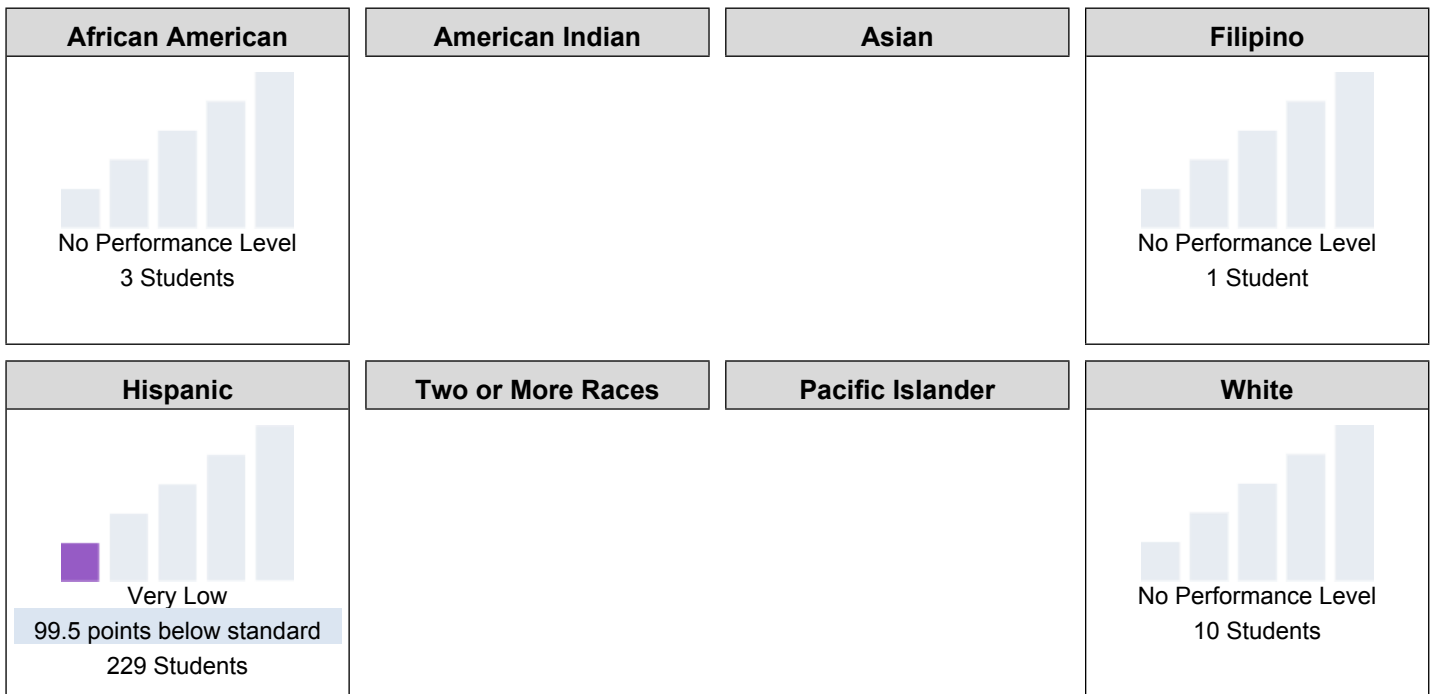 African American
American Indian
Asian
Filipino
No Performance Level
3 Students
No Performance Level
1 Student
Hispanic
Two or More Races
Pacific Islander
White
Very Low
99.5 points below standard
229 Students
No Performance Level
10 Students